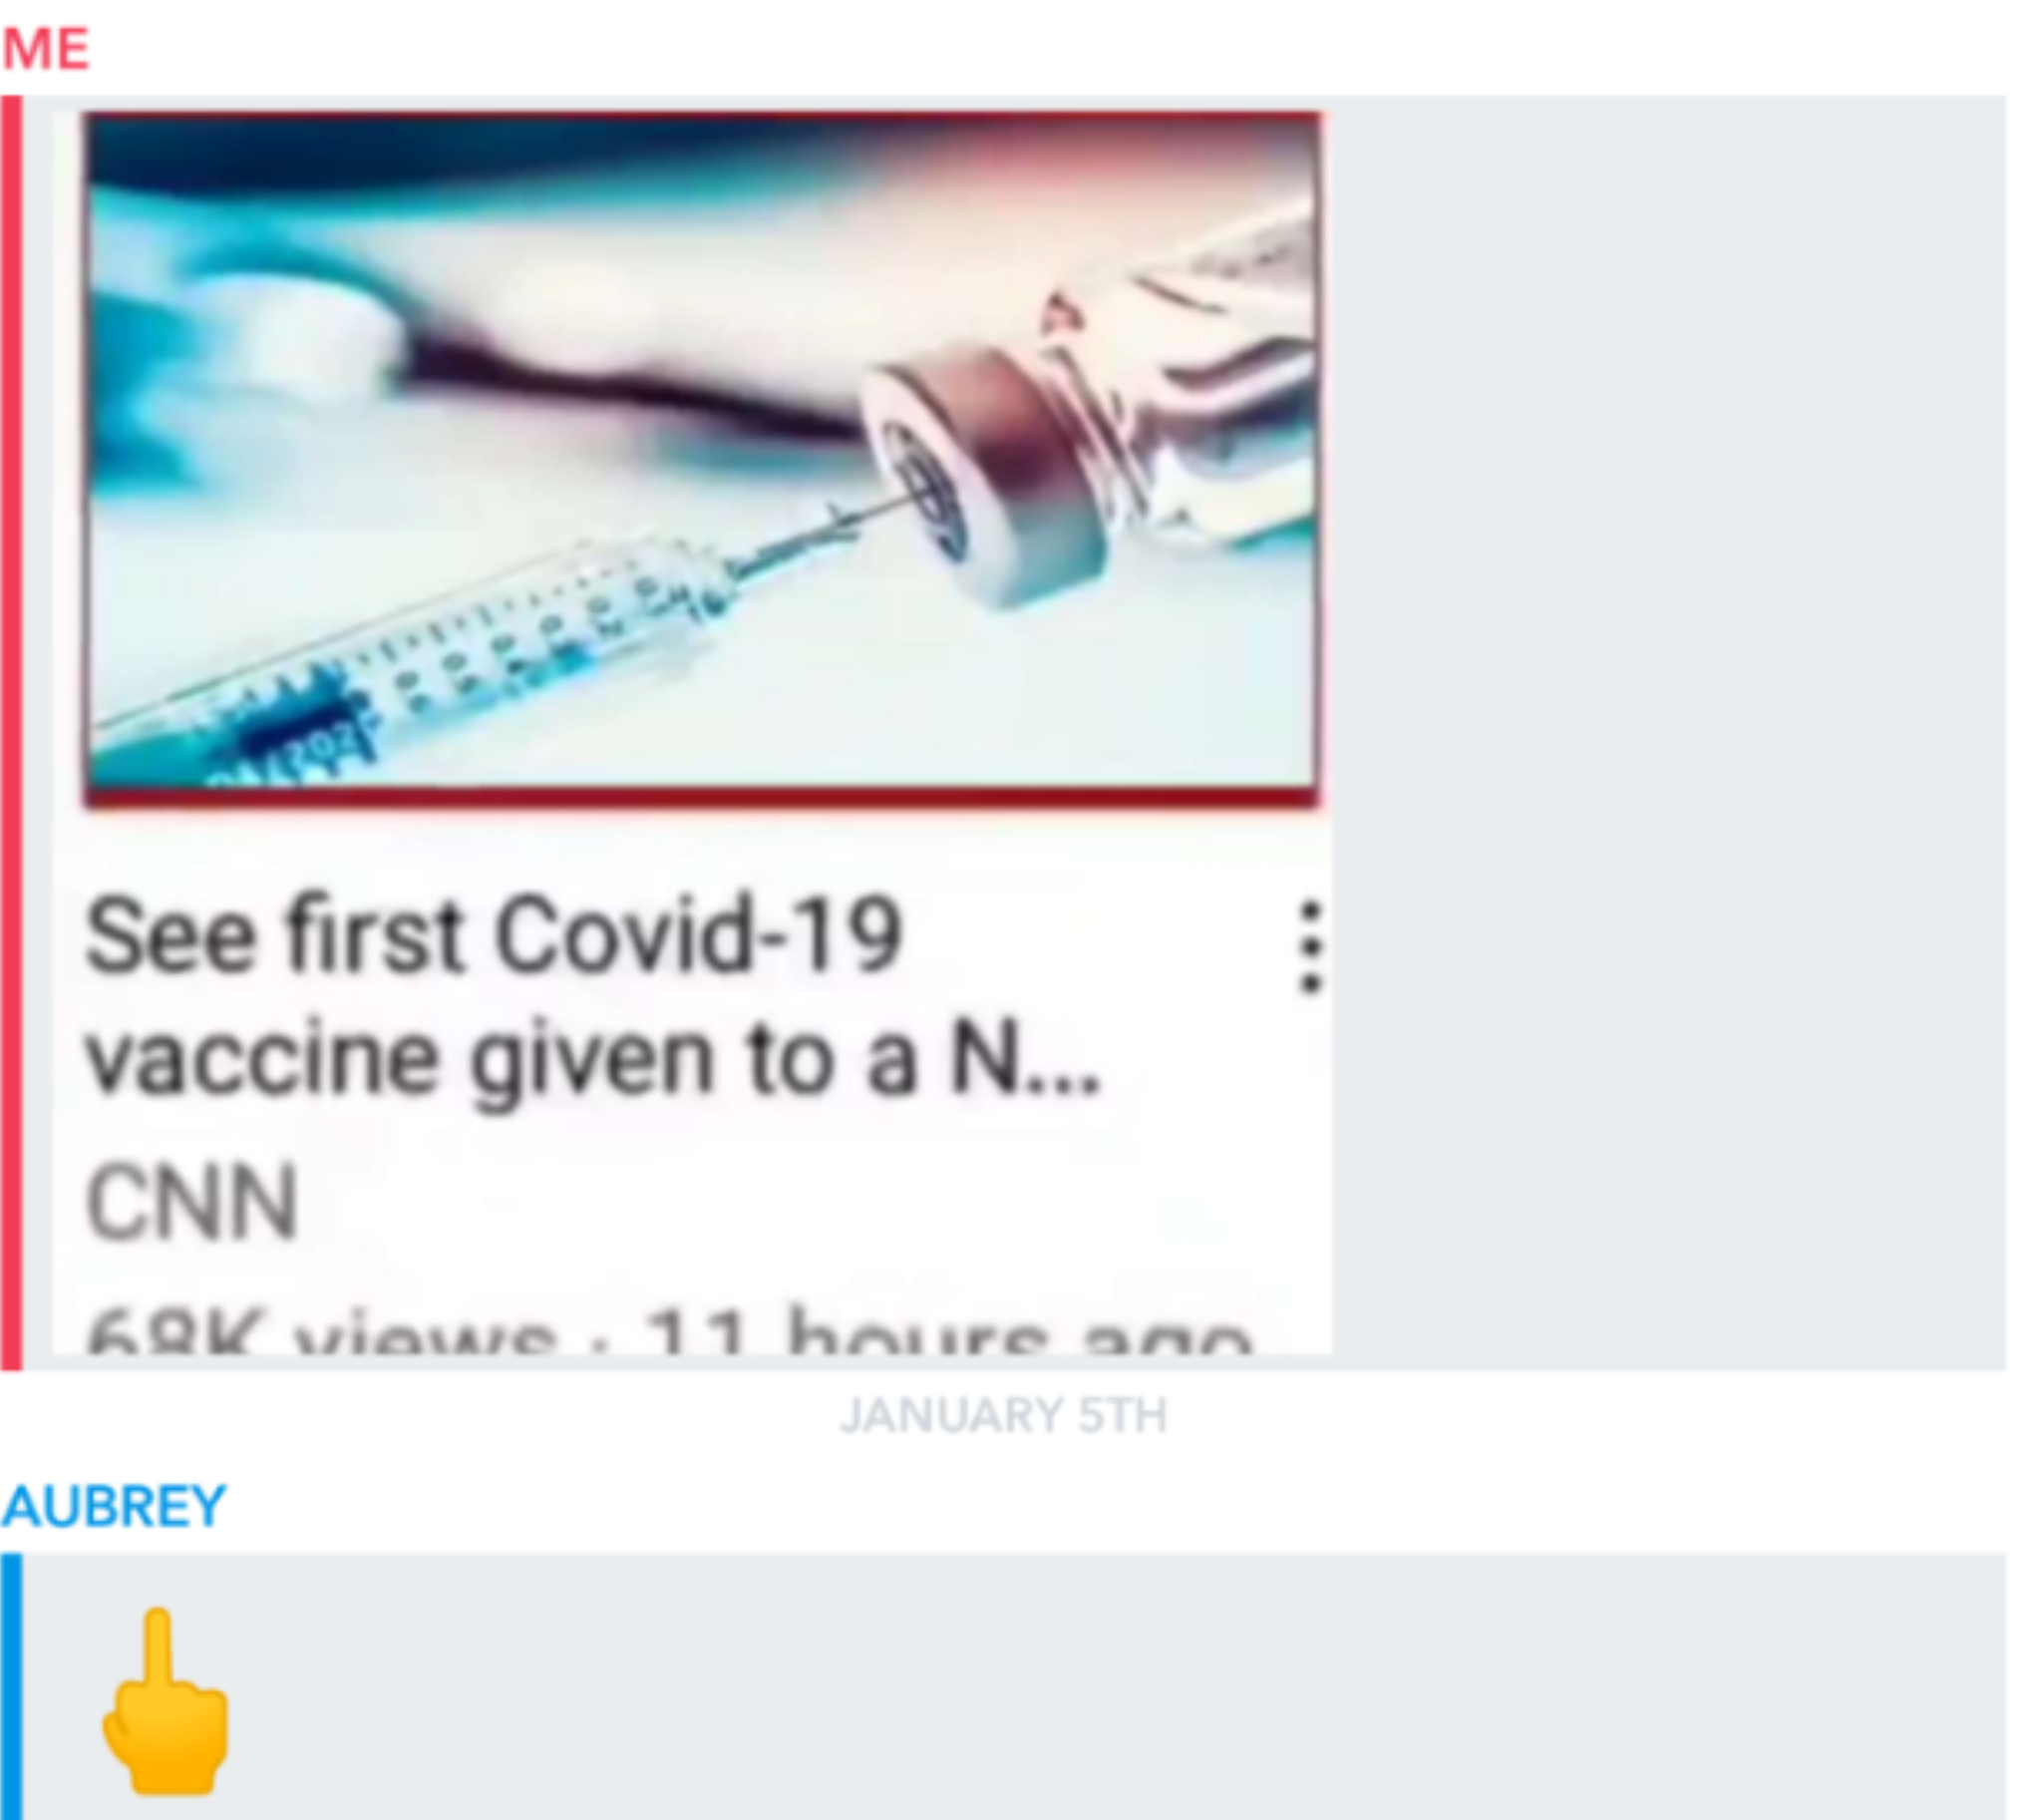 ME
See first Covid-19
vaccine given to a N...
CNN
68K views · 11 hours ago
JANUARY 5TH
AUBREY